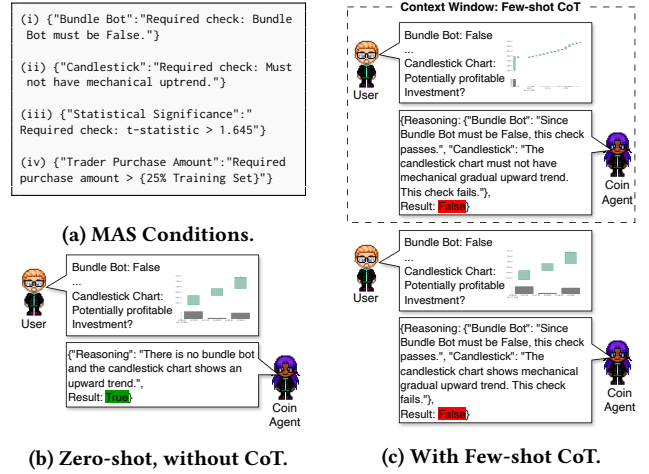 (i) {"Bundle Bot":"Required check: Bundle
Bot must be False."}
(ii) {"Candlestick":"Required check: Must
not have mechanical uptrend."}
(iii) {"Statistical Significance":"
Required check: t-statistic > 1.645"}
(iv) {"Trader Purchase Amount":"Required
purchase amount > {25% Training Set}"}
(a) MAS Conditions.
Bundle Bot: False
...
Candlestick Chart:
Potentially profitable
Investment?
User
{"Reasoning": "There is no bundle bot
and the candlestick chart shows an
upward trend.",
Result: True}
Coin
Agent
(b) Zero-shot, without CoT.
Context Window: Few-shot CoT
Bundle Bot: False
...
Candlestick Chart:
Potentially profitable
Investment?
User
{Reasoning: {"Bundle Bot": "Since
Bundle Bot must be False, this check
passes.", "Candlestick": "The
candlestick chart must not have
mechanical gradual upward trend.
This check fails."},
Result: False}
Coin
Agent
Bundle Bot: False
...
Candlestick Chart:
Potentially profitable
Investment?
User
{Reasoning: {"Bundle Bot": "Since
Bundle Bot must be False, this check
passes.", "Candlestick": "The
candlestick chart shows mechanical
gradual upward trend. This check
fails."},
Result: False}
Coin
Agent
(c) With Few-shot CoT.